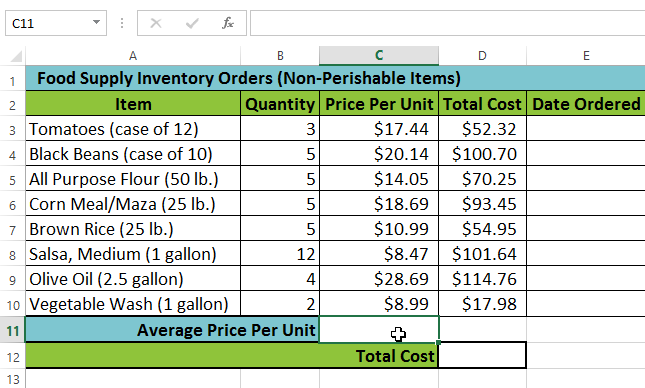 C11 fx
A B C D E
1 Food Supply Inventory Orders (Non-Perishable Items)
2 Item Quantity Price Per Unit Total Cost Date Ordered
3 Tomatoes (case of 12) 3 $17.44 $52.32
4 Black Beans (case of 10) 5 $20.14 $100.70
5 All Purpose Flour (50 lb.) 5 $14.05 $70.25
6 Corn Meal/Maza (25 lb.) 5 $18.69 $93.45
7 Brown Rice (25 lb.) 5 $10.99 $54.95
8 Salsa, Medium (1 gallon) 12 $8.47 $101.64
9 Olive Oil (2.5 gallon) 4 $28.69 $114.76
10 Vegetable Wash (1 gallon) 2 $8.99 $17.98
11 Average Price Per Unit
12 Total Cost
13